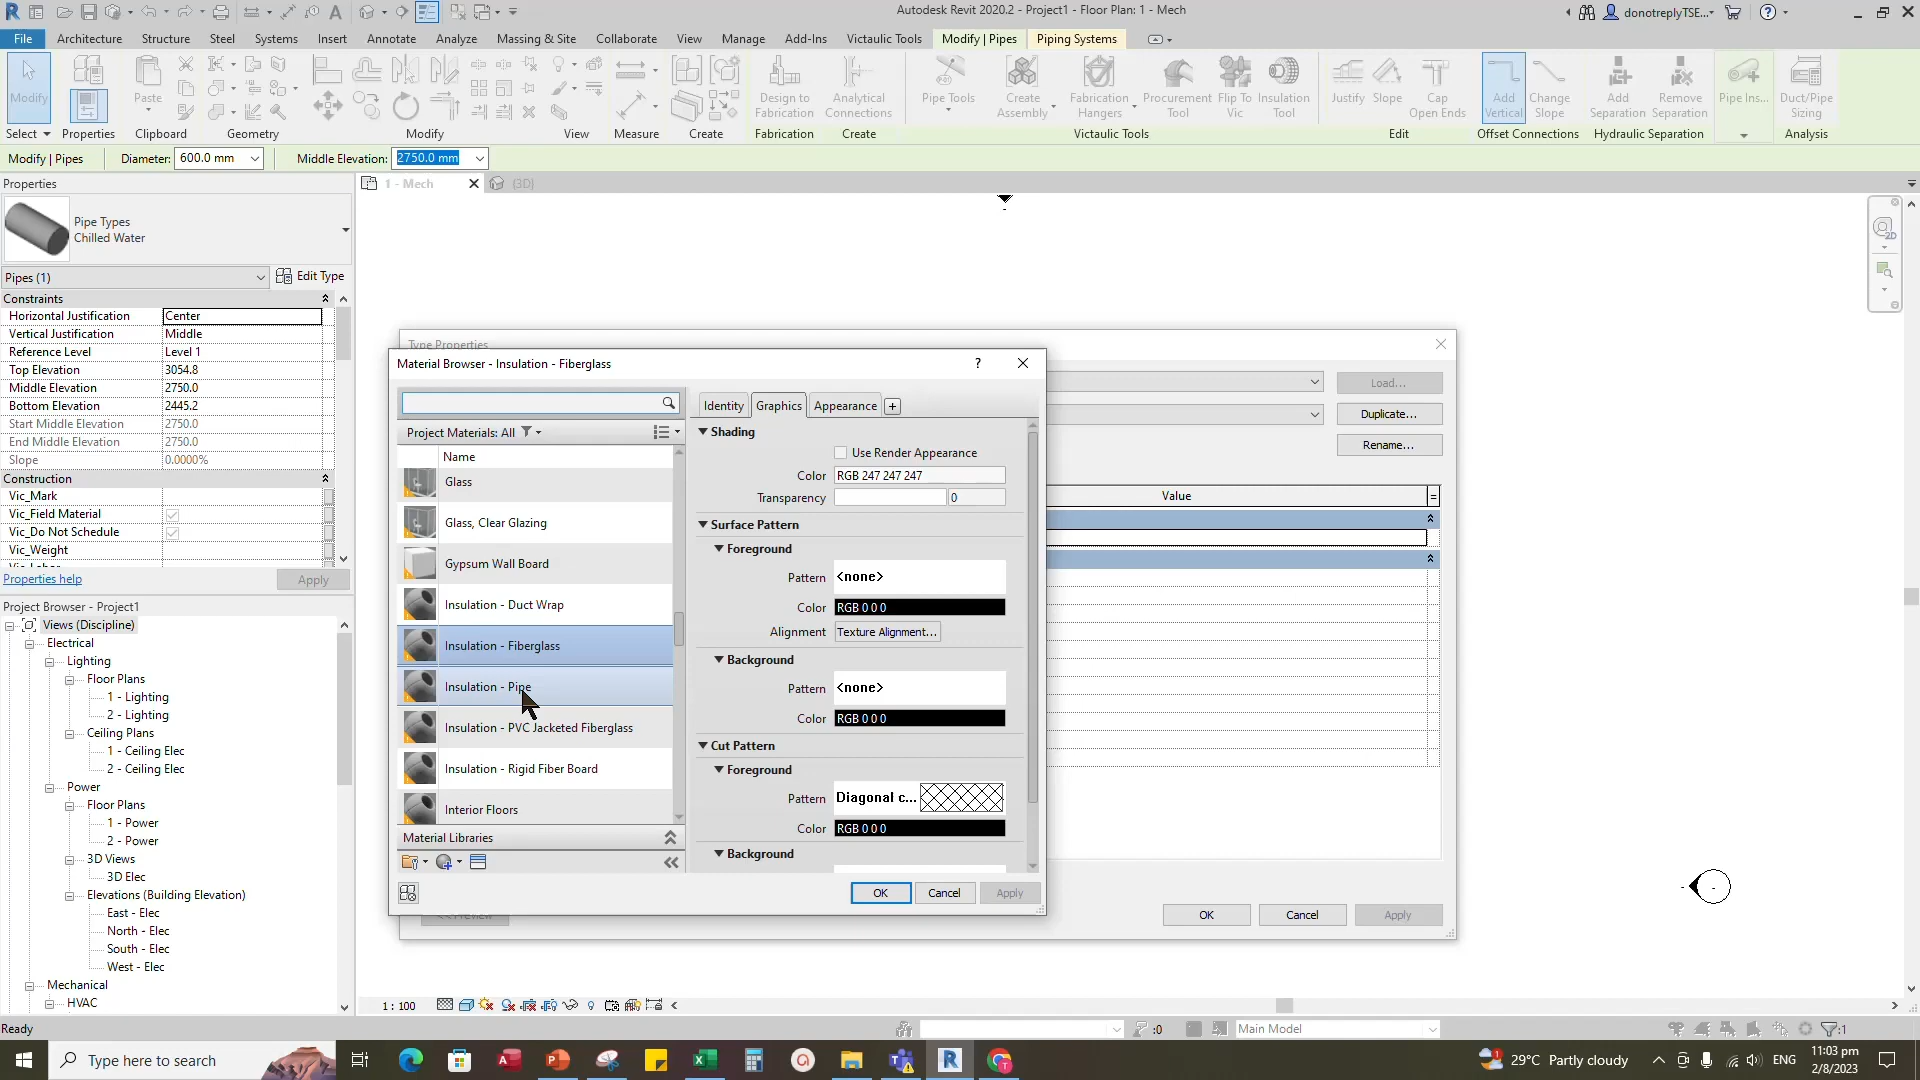 Autodesk Revit 2020.2 - Project1 - Floor Plan: 1 - Mech
donotreplyTSE...
File Architecture Structure Steel Systems Insert Annotate Analyze Massing & Site Collaborate View Manage Add-Ins Victaulic Tools Modify | Pipes Piping Systems
Modify
Paste
Design to Fabrication
Analytical Connections
Pipe Tools
Create Assembly
Fabrication Hangers
Procurement Tool
Flip To Vic
Insulation Tool
Justify
Slope
Cap Open Ends
Add Vertical
Change Slope
Add Separation
Remove Separation
Pipe Ins...
Duct/Pipe Sizing
Select Properties Clipboard Geometry Modify View Measure Create Fabrication Create Victaulic Tools Edit Offset Connections Hydraulic Separation Analysis
Modify | Pipes Diameter: 600.0 mm Middle Elevation: 2750.0 mm
Properties
1 - Mech
(3D)
Pipe Types
Chilled Water
Pipes (1) Edit Type
Constraints
Horizontal Justification Center
Vertical Justification Middle
Reference Level Level 1
Top Elevation 3054.8
Middle Elevation 2750.0
Bottom Elevation 2445.2
Start Middle Elevation 2750.0
End Middle Elevation 2750.0
Slope 0.0000%
Construction
Vic_Mark
Vic_Field Material
Vic_Do Not Schedule
Vic_Weight
Properties help Apply
Project Browser - Project1
Views (Discipline)
Electrical
Lighting
Floor Plans
1 - Lighting
2 - Lighting
Ceiling Plans
1 - Ceiling Elec
2 - Ceiling Elec
Power
Floor Plans
1 - Power
2 - Power
3D Views
3D Elec
Elevations (Building Elevation)
East - Elec
North - Elec
South - Elec
West - Elec
Mechanical
HVAC
Type Properties
Load...
Duplicate...
Rename...
Value
=
<< Preview
OK Cancel Apply
Material Browser - Insulation - Fiberglass
?
Project Materials: All
Name
Glass
Glass, Clear Glazing
Gypsum Wall Board
Insulation - Duct Wrap
Insulation - Fiberglass
Insulation - Pipe
Insulation - PVC Jacketed Fiberglass
Insulation - Rigid Fiber Board
Interior Floors
Material Libraries
Identity Graphics Appearance
Shading
Use Render Appearance
Color RGB 247 247 247
Transparency 0
Surface Pattern
Foreground
Pattern <none>
Color RGB 0 0 0
Alignment Texture Alignment...
Background
Pattern <none>
Color RGB 0 0 0
Cut Pattern
Foreground
Pattern Diagonal c...
Color RGB 0 0 0
Background
OK Cancel Apply
1 : 100
Ready
:0
Main Model
:1
Type here to search
29°C Partly cloudy
ENG
11:03 pm
2/8/2023